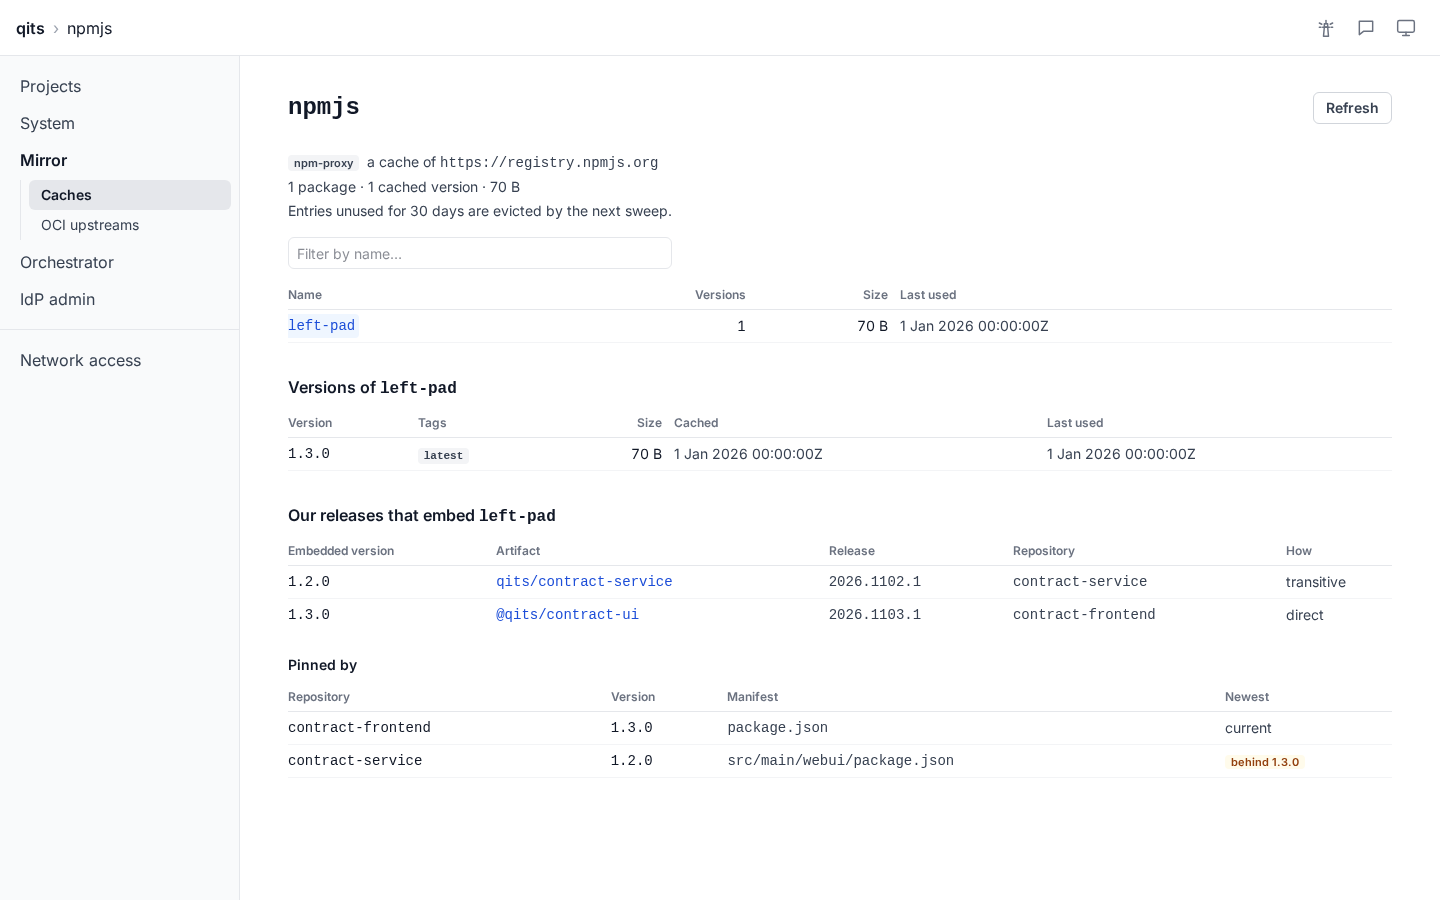 qits › npmjs
Projects
System
Mirror
Caches
OCI upstreams
Orchestrator
IdP admin
Network access
npmjs
Refresh
npm-proxy a cache of https://registry.npmjs.org
1 package · 1 cached version · 70 B
Entries unused for 30 days are evicted by the next sweep.
Filter by name...
Name Versions Size Last used
left-pad 1 70 B 1 Jan 2026 00:00:00Z
Versions of left-pad
Version Tags Size Cached Last used
1.3.0 latest 70 B 1 Jan 2026 00:00:00Z 1 Jan 2026 00:00:00Z
Our releases that embed left-pad
Embedded version Artifact Release Repository How
1.2.0 qits/contract-service 2026.1102.1 contract-service transitive
1.3.0 @qits/contract-ui 2026.1103.1 contract-frontend direct
Pinned by
Repository Version Manifest Newest
contract-frontend 1.3.0 package.json current
contract-service 1.2.0 src/main/webui/package.json behind 1.3.0